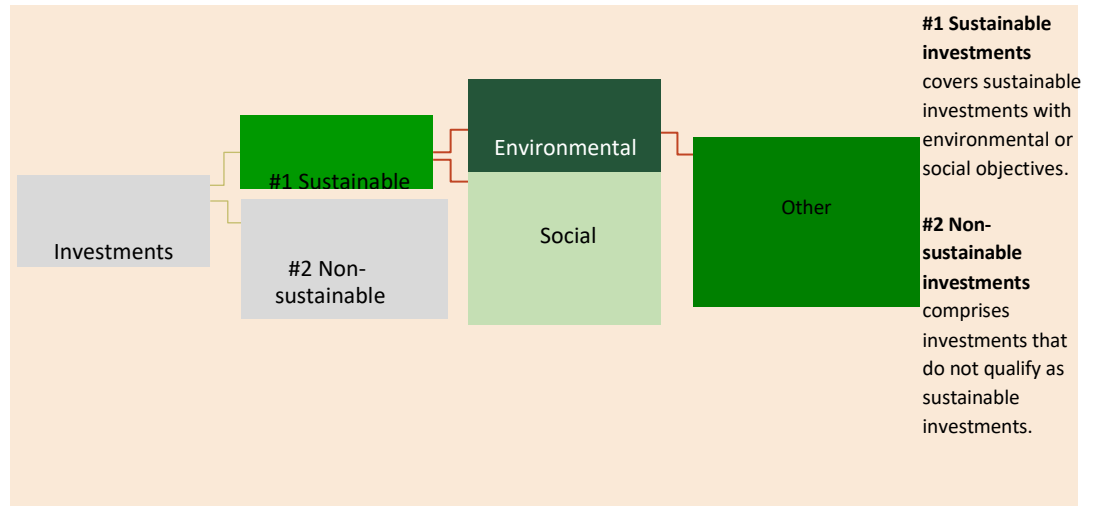 Investments
#1 Sustainable
#2 Non-
sustainable
Environmental
Social
Other
#1 Sustainable
investments
covers sustainable
investments with
environmental or
social objectives.
#2 Non-
sustainable
investments
comprises
investments that
do not qualify as
sustainable
investments.